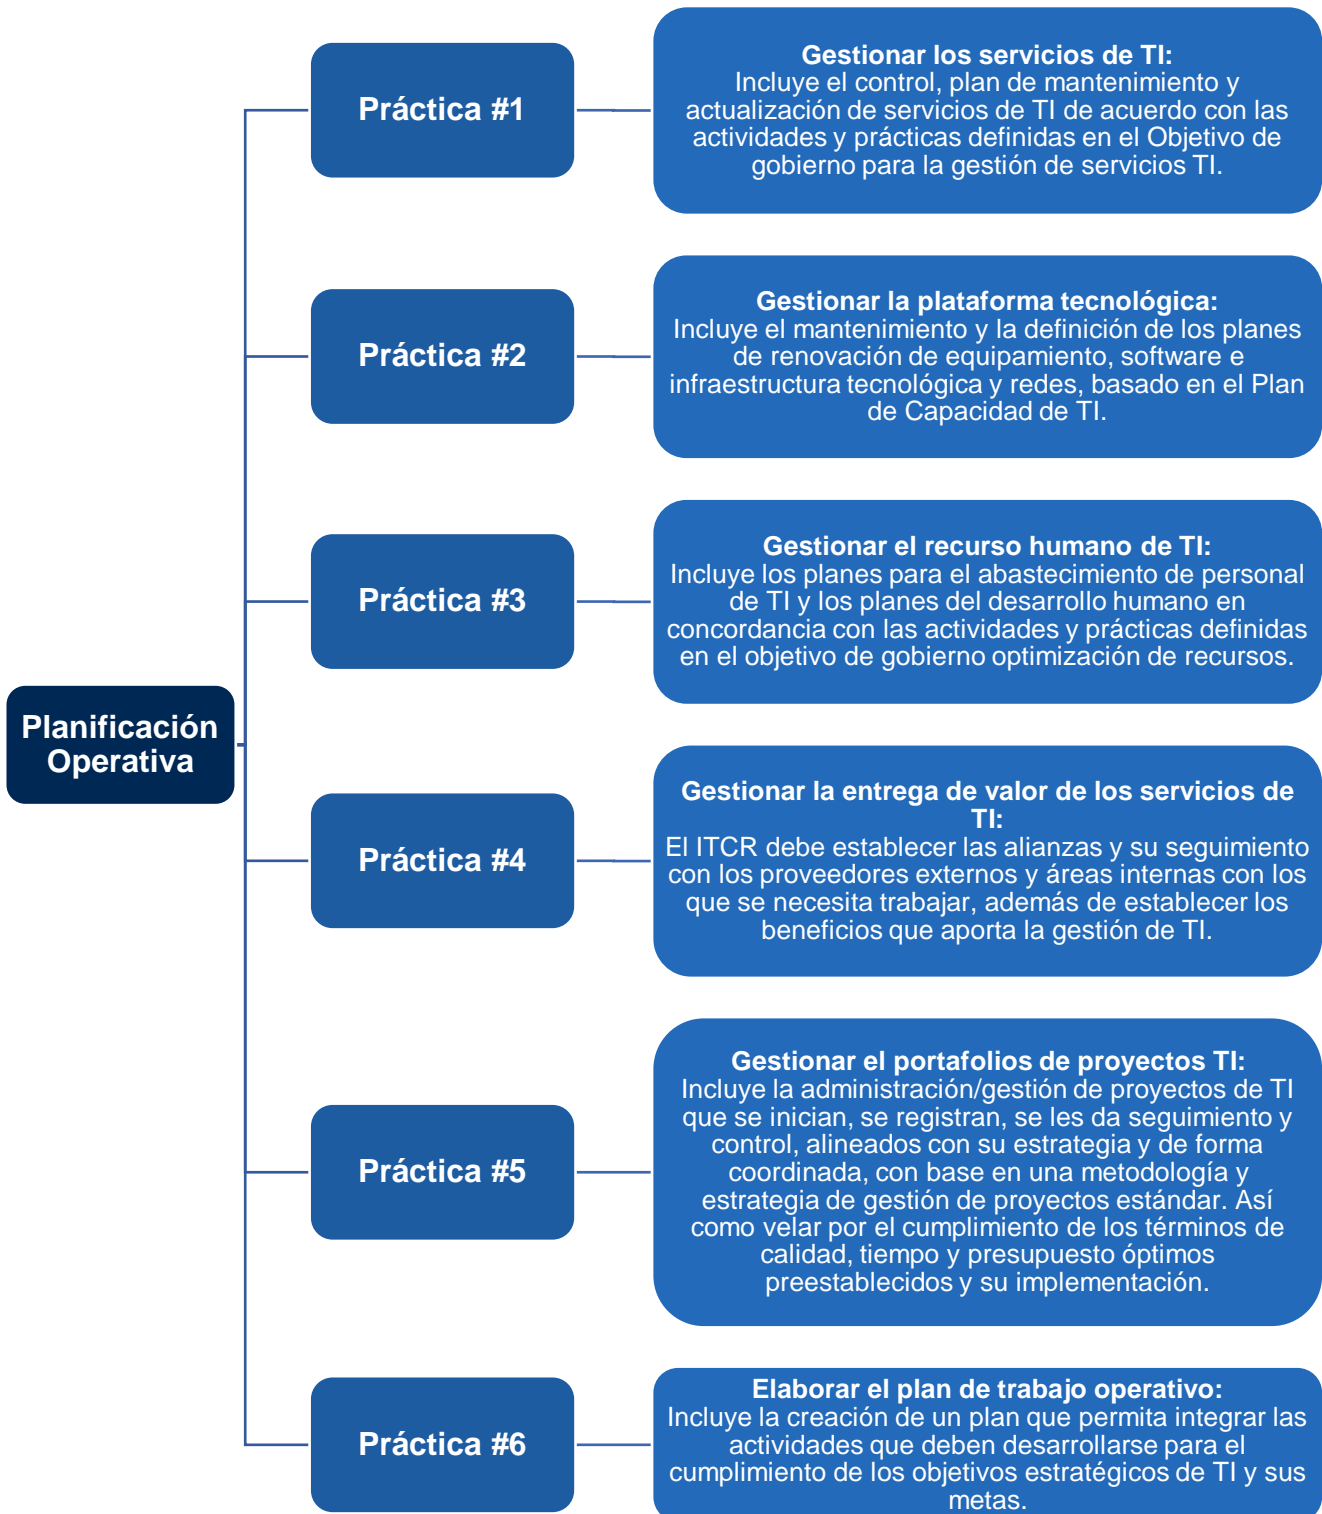 Práctica #1
Gestionar los servicios de TI:
Incluye el control, plan de mantenimiento y
actualización de servicios de TI de acuerdo con las
actividades y prácticas definidas en el Objetivo de
gobierno para la gestión de servicios TI.
Práctica #2
Gestionar la plataforma tecnológica:
Incluye el mantenimiento y la definición de los planes
de renovación de equipamiento, software e
infraestructura tecnológica y redes, basado en el Plan
de Capacidad de TI.
Práctica #3
Gestionar el recurso humano de TI:
Incluye los planes para el abastecimiento de personal
de TI y los planes del desarrollo humano en
concordancia con las actividades y prácticas definidas
en el objetivo de gobierno optimización de recursos.
Planificación
Operativa
Práctica #4
Gestionar la entrega de valor de los servicios de
TI:
El ITCR debe establecer las alianzas y su seguimiento
con los proveedores externos y áreas internas con los
que se necesita trabajar, además de establecer los
beneficios que aporta la gestión de TI.
Práctica #5
Gestionar el portafolios de proyectos TI:
Incluye la administración/gestión de proyectos de TI
que se inician, se registran, se les da seguimiento y
control, alineados con su estrategia y de forma
coordinada, con base en una metodología y
estrategia de gestión de proyectos estándar. Así
como velar por el cumplimiento de los términos de
calidad, tiempo y presupuesto óptimos
preestablecidos y su implementación.
Práctica #6
Elaborar el plan de trabajo operativo:
Incluye la creación de un plan que permita integrar las
actividades que deben desarrollarse para el
cumplimiento de los objetivos estratégicos de TI y sus
metas.